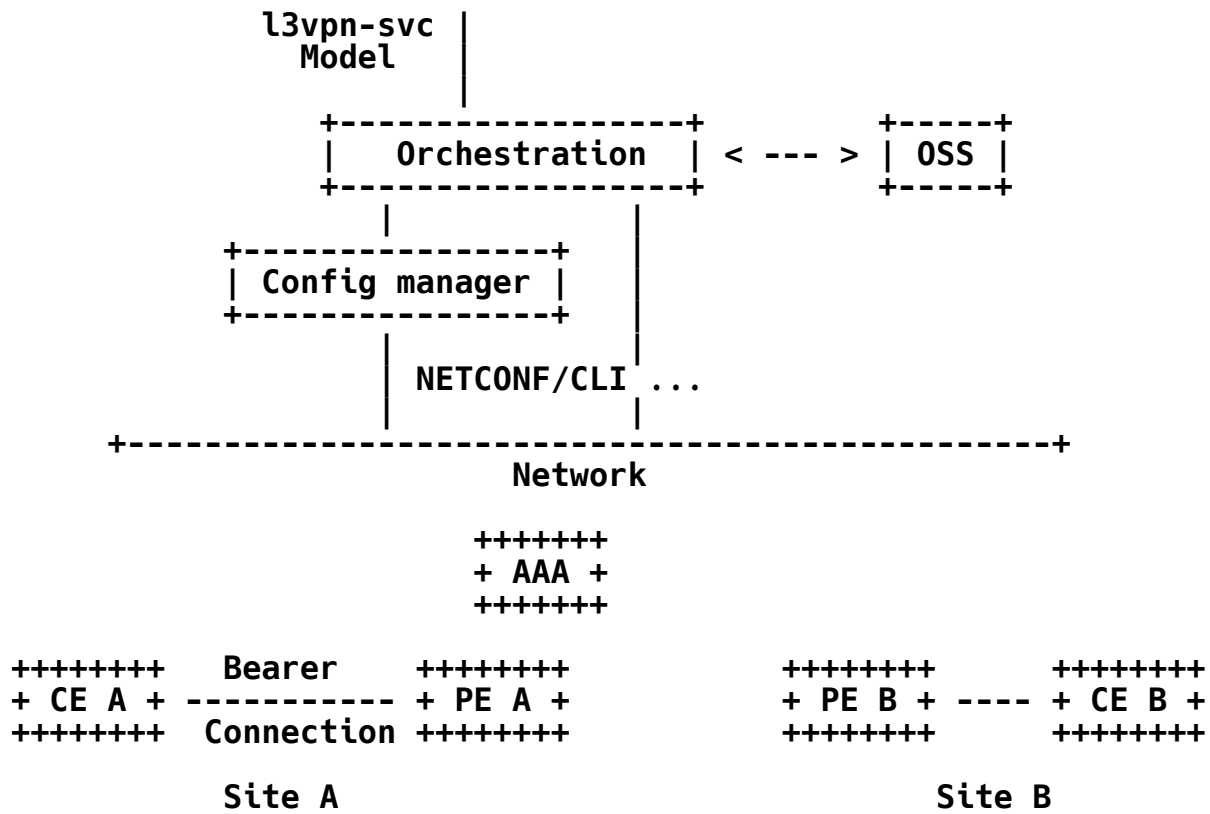 l3vpn-svc |
Model |
|
+------------------+ +-----+
| Orchestration | < --- > | OSS |
+------------------+ +-----+
| |
+----------------+ |
| Config manager | |
+----------------+ |
| |
| NETCONF/CLI ...
| |
+------------------------------------------------+
Network
+++++++
+ AAA +
+++++++
++++++++ Bearer ++++++++ ++++++++ ++++++++
+ CE A + ----------- + PE A + + PE B + ---- + CE B +
++++++++ Connection ++++++++ ++++++++ ++++++++
Site A Site B